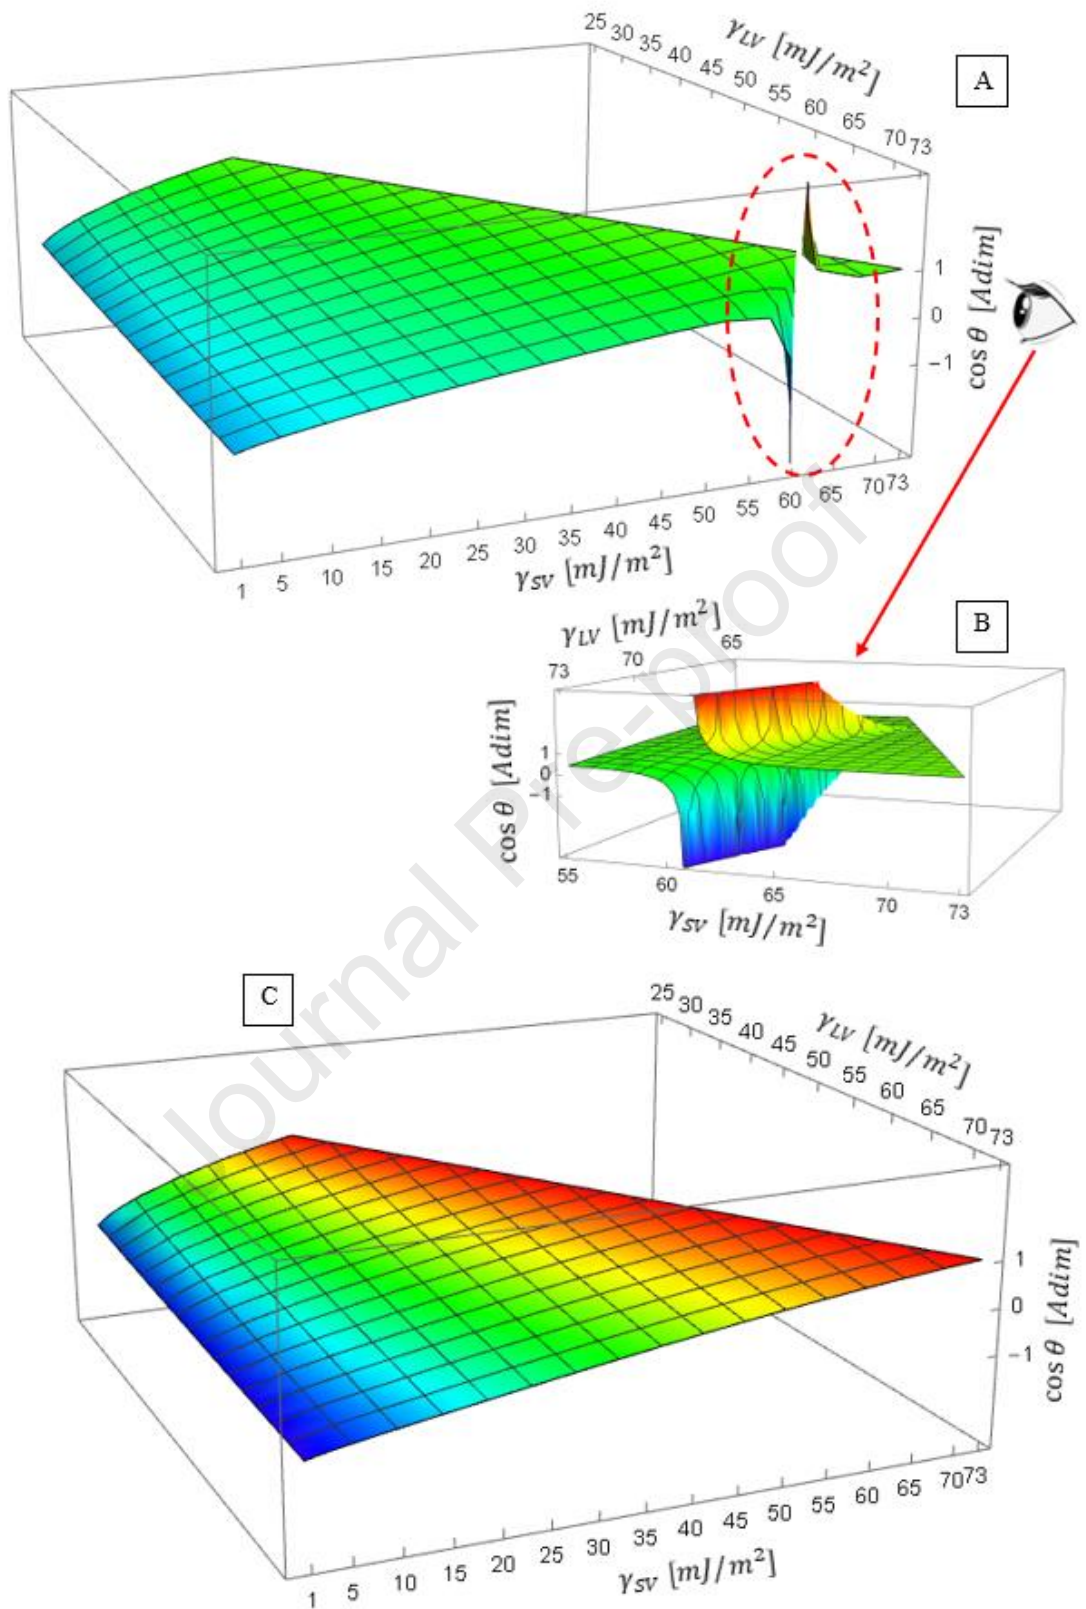 25 30 35 40 45 50 55 60 65 70 73
γLV [mJ/m²]
A
1
0
−1
cos θ [Adim]
1 5 10 15 20 25 30 35 40 45 50 55 60 65 70 73
γSV [mJ/m²]
B
γLV [mJ/m²]
73 70 65
1
0
−1
cos θ [Adim]
55 60 65 70 73
γSV [mJ/m²]
Journal Pre-proof
C
25 30 35 40 45 50 55 60 65 70 73
γLV [mJ/m²]
1
0
−1
cos θ [Adim]
1 5 10 15 20 25 30 35 40 45 50 55 60 65 70 73
γSV [mJ/m²]